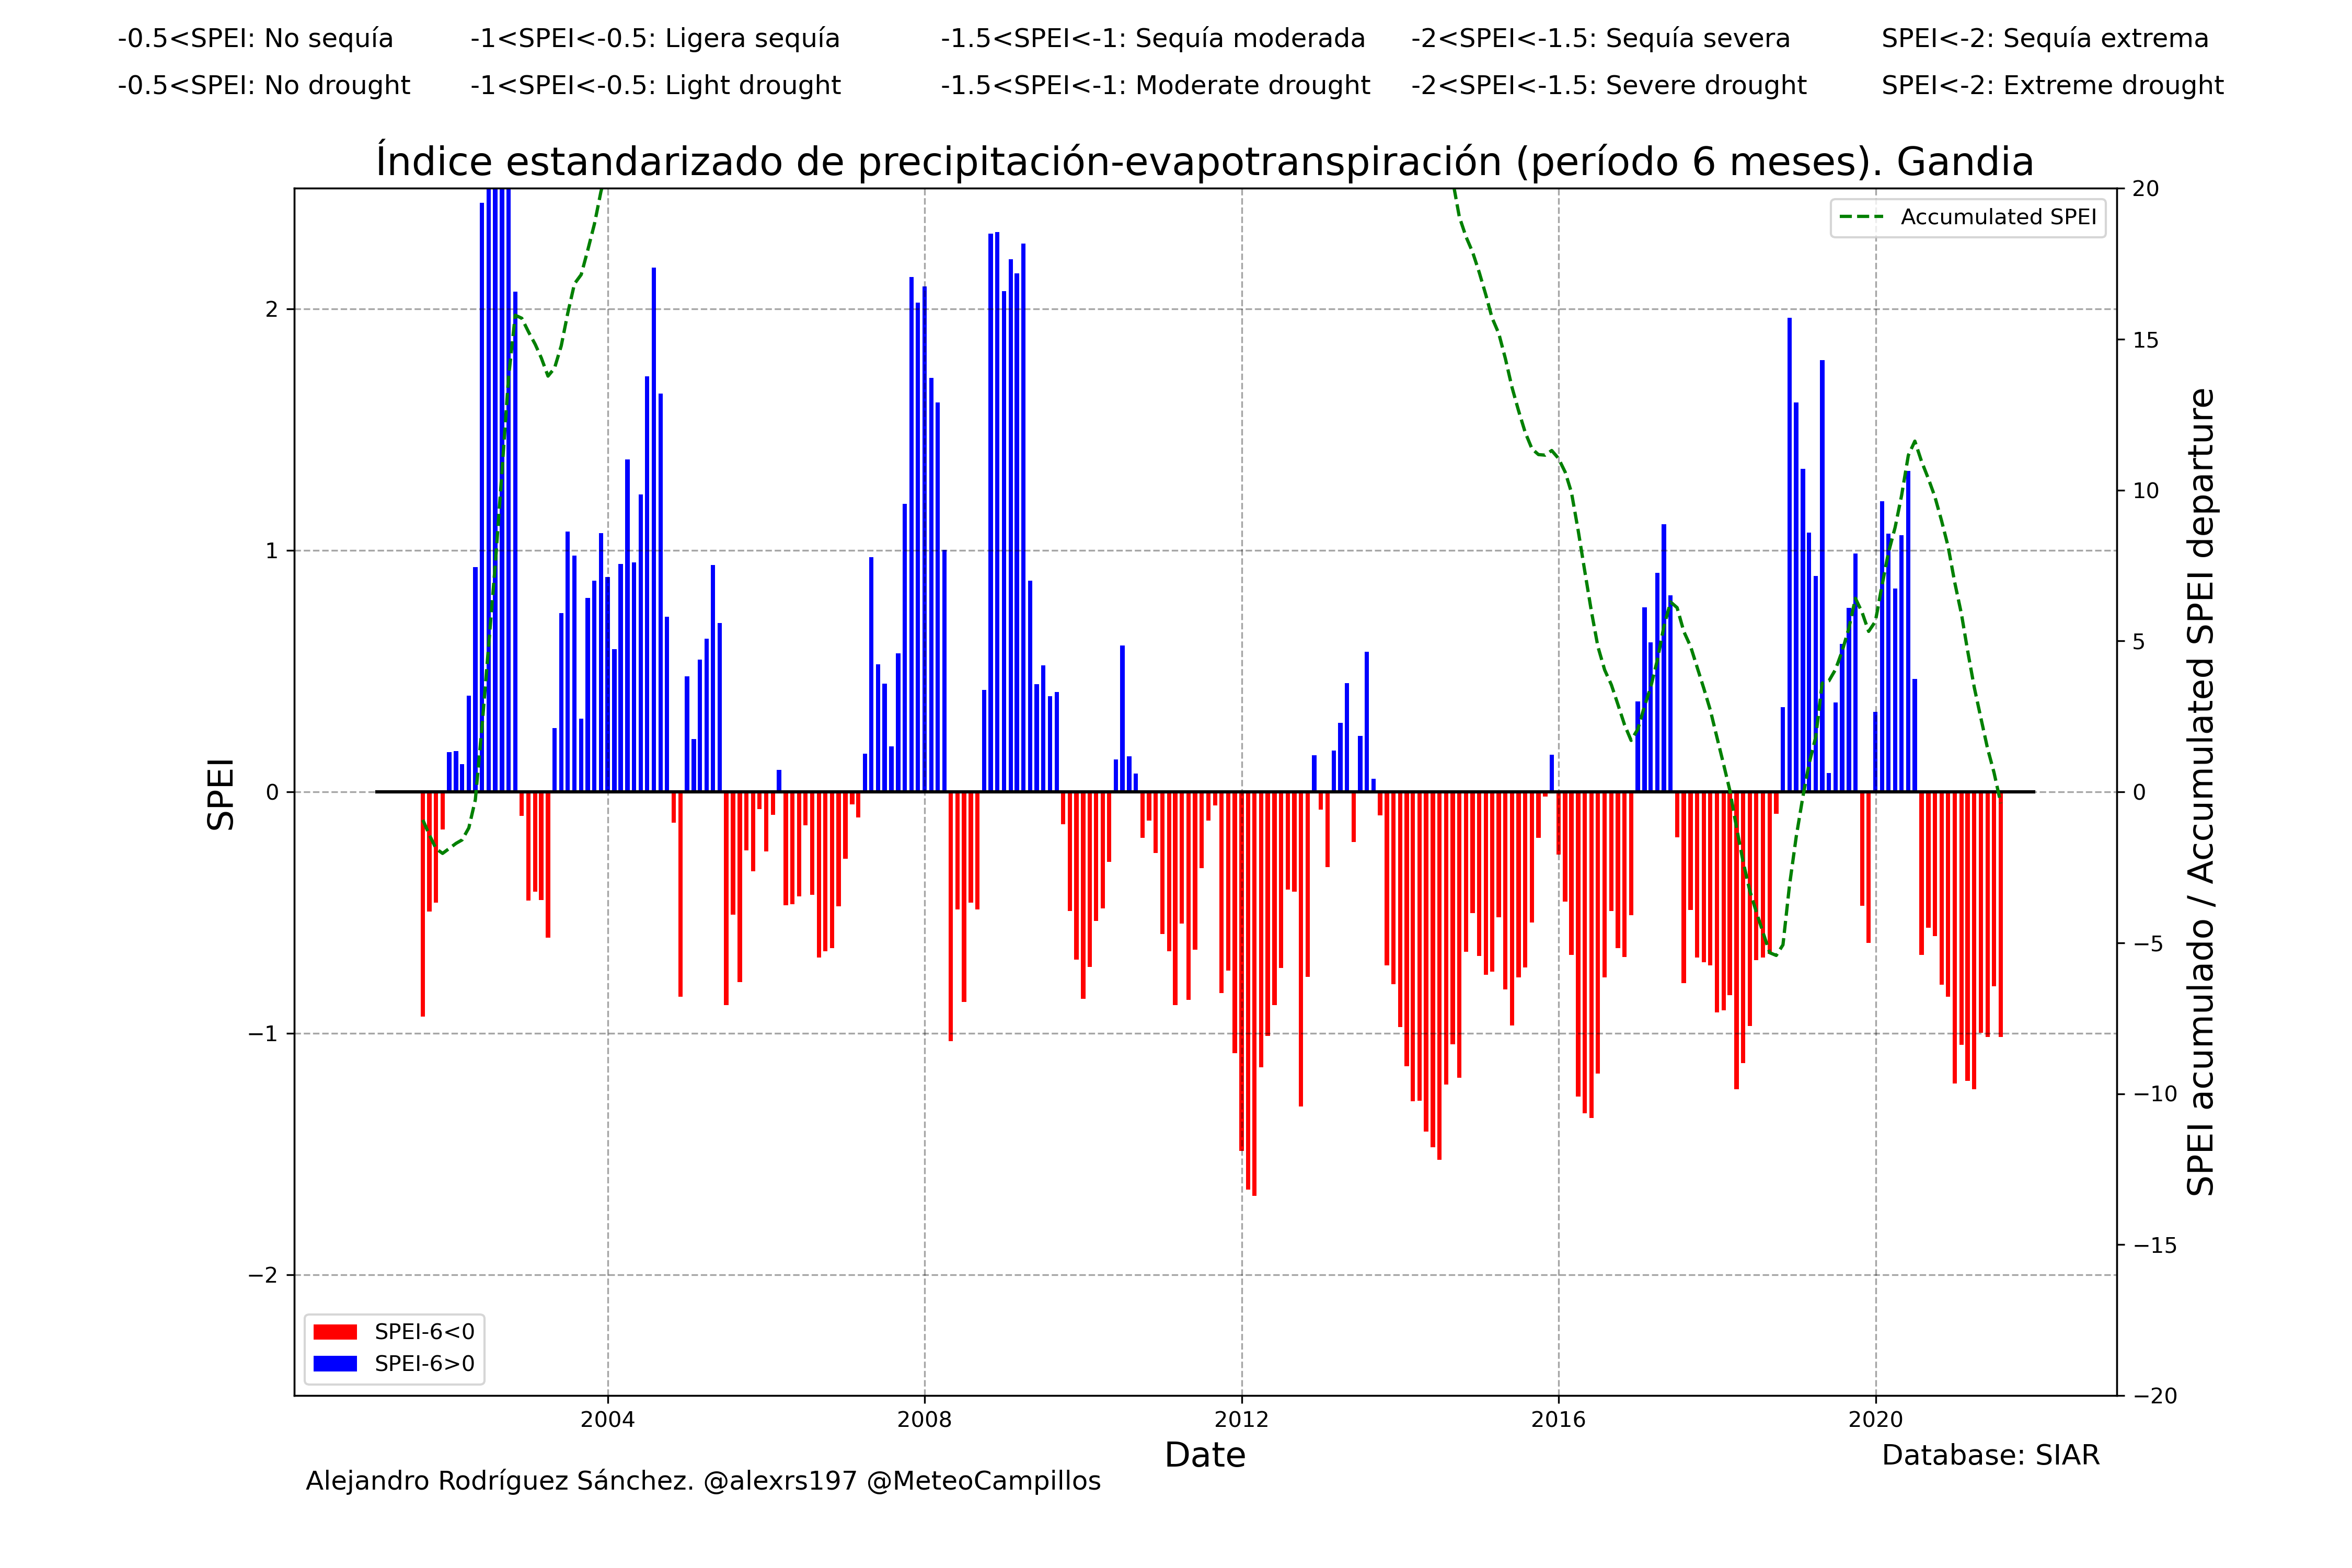 -0.5<SPEI: No sequía -1<SPEI<-0.5: Ligera sequía -1.5<SPEI<-1: Sequía moderada -2<SPEI<-1.5: Sequía severa SPEI<-2: Sequía extrema
-0.5<SPEI: No drought -1<SPEI<-0.5: Light drought -1.5<SPEI<-1: Moderate drought -2<SPEI<-1.5: Severe drought SPEI<-2: Extreme drought
Índice estandarizado de precipitación-evapotranspiración (período 6 meses). Gandia
Accumulated SPEI
SPEI
2
1
0
−1
−2
20
15
10
5
0
−5
−10
−15
−20
SPEI acumulado / Accumulated SPEI departure
SPEI-6<0
SPEI-6>0
2004 2008 2012 2016 2020
Date
Database: SIAR
Alejandro Rodríguez Sánchez. @alexrs197 @MeteoCampillos